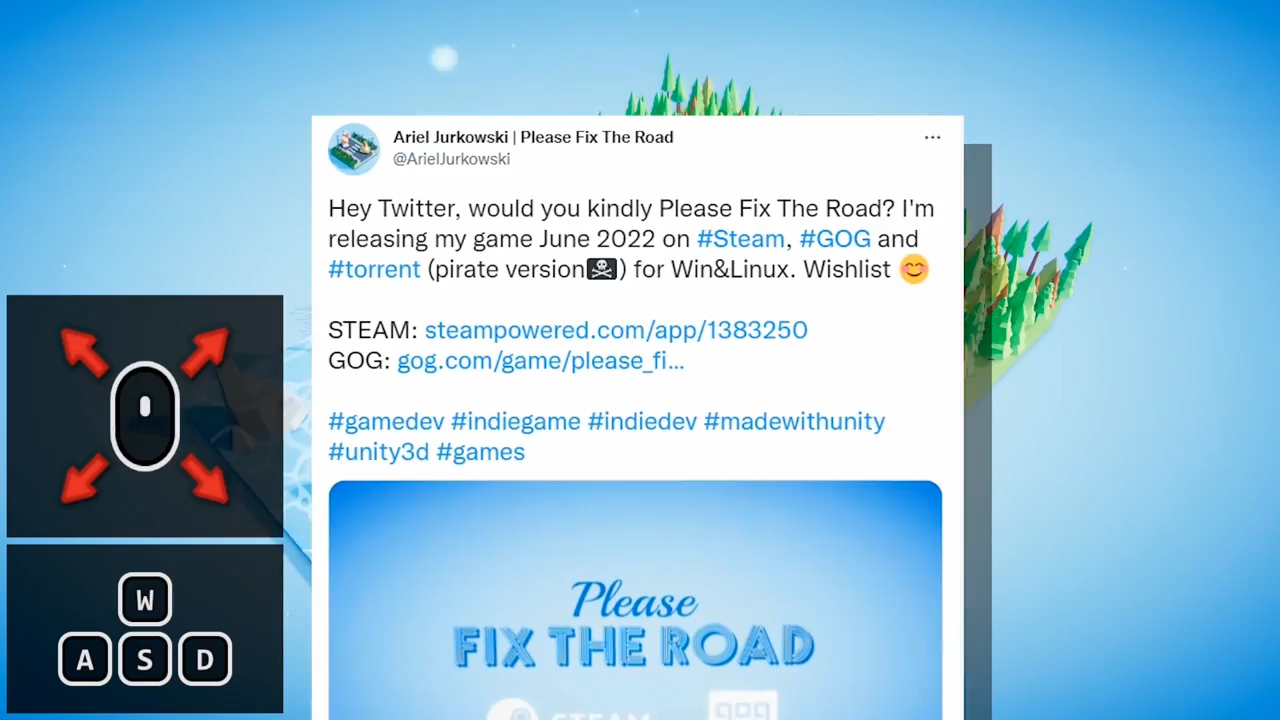 Ariel Jurkowski | Please Fix The Road
@ArielJurkowski
Hey Twitter, would you kindly Please Fix The Road? I'm
releasing my game June 2022 on #Steam, #GOG and
#torrent (pirate version🏴‍☠️) for Win&Linux. Wishlist 😊
STEAM: steampowered.com/app/1383250
GOG: gog.com/game/please_fi...
#gamedev #indiegame #indiedev #madewithunity
#unity3d #games
Please
FIX THE ROAD
STEAM
gog
W
A S D